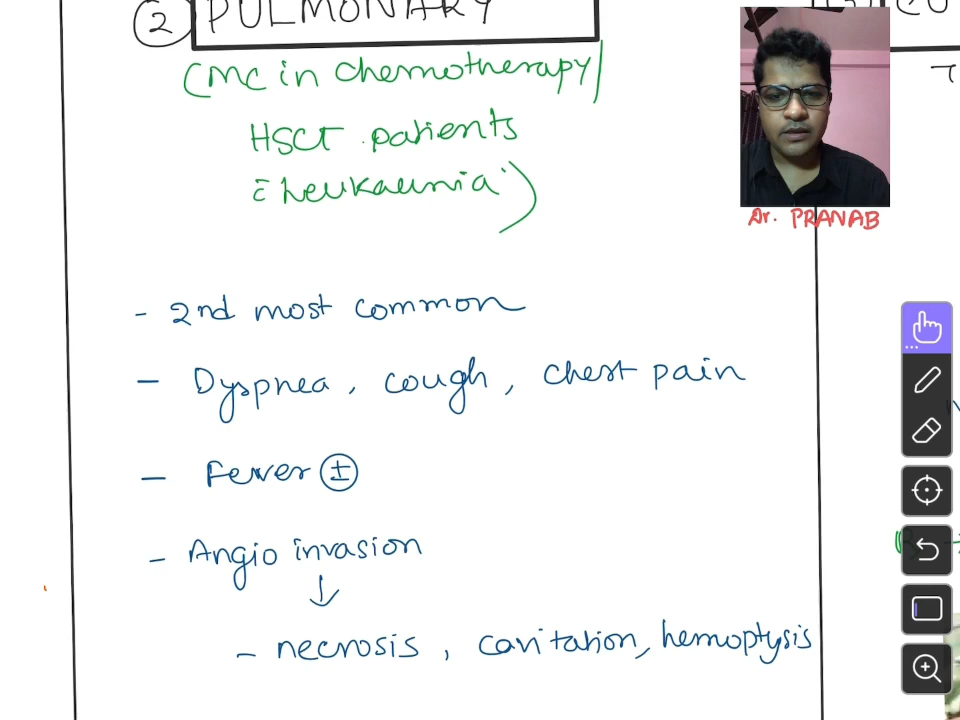 ② PULMONARY
(MC in chemotherapy/
HSCT patients
c̄ Leukaemia)
Dr. PRANAB
- 2nd most common
- Dyspnea, cough, chest pain
- Fever ±
- Angio invasion
↓
- necrosis, cavitation, hemoptysis